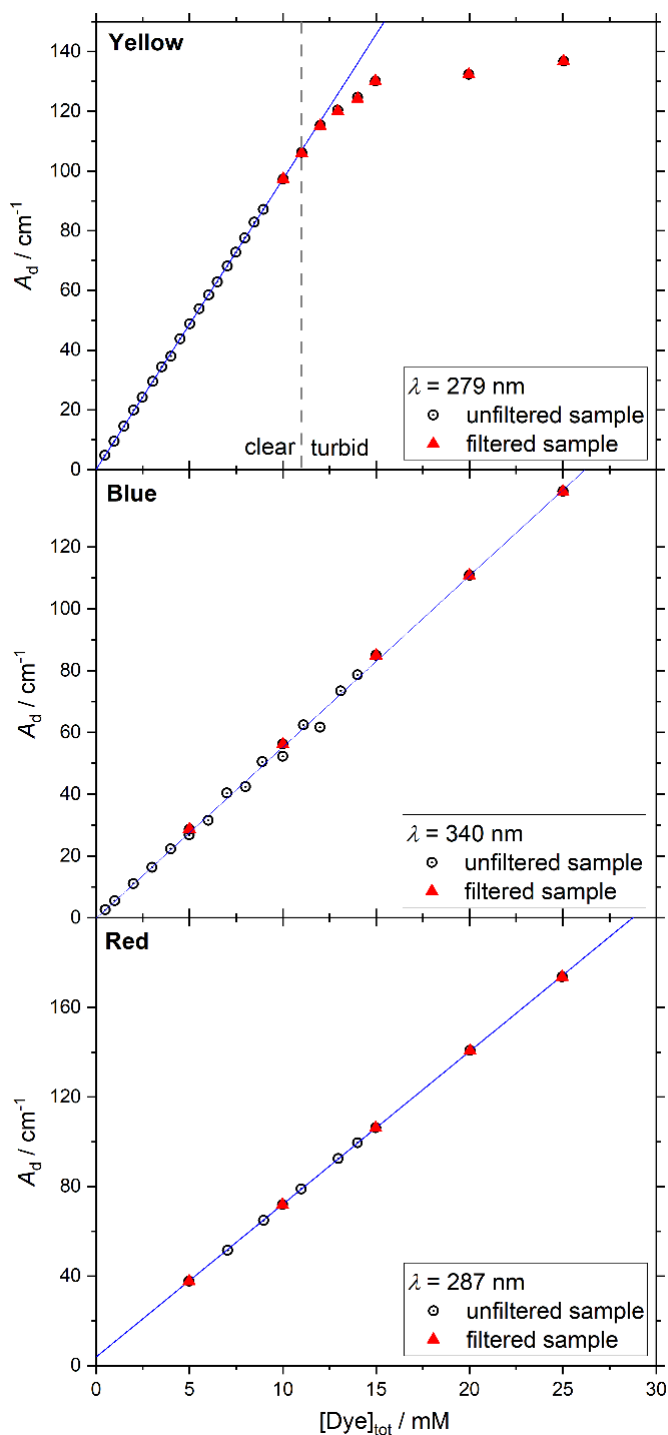 Yellow
140
120
100
80
60
40
20
0
A_d / cm⁻¹
clear turbid
λ = 279 nm
unfiltered sample
filtered sample
Blue
120
100
80
60
40
20
0
A_d / cm⁻¹
λ = 340 nm
unfiltered sample
filtered sample
Red
160
120
80
40
0
A_d / cm⁻¹
λ = 287 nm
unfiltered sample
filtered sample
0 5 10 15 20 25 30
[Dye]_tot / mM